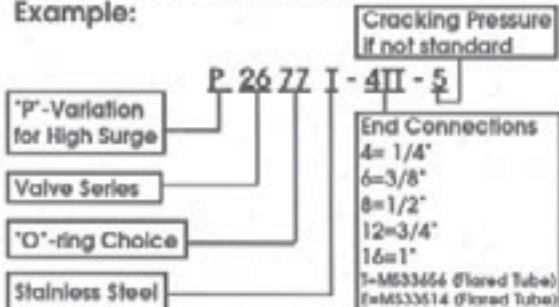 Example:
Cracking Pressure
if not standard
P 26 77 T - 4TT - 5
"P"-Variation
for High Surge
Valve Series
"O"-ring Choice
Stainless Steel
End Connections
4= 1/4"
6=3/8"
8=1/2"
12=3/4"
16=1"
T=MS33656 (Flared Tube)
E=MS33514 (Flared Tube)